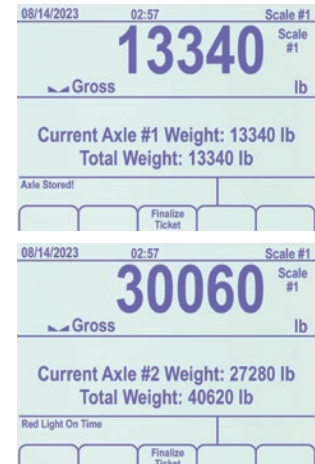 08/14/2023 02:57 Scale #1
13340 Scale #1
Gross lb
Current Axle #1 Weight: 13340 lb
Total Weight: 13340 lb
Axle Stored!
Finalize
Ticket
08/14/2023 02:57 Scale #1
30060 Scale #1
Gross lb
Current Axle #2 Weight: 27280 lb
Total Weight: 40620 lb
Red Light On Time
Finalize
Ticket